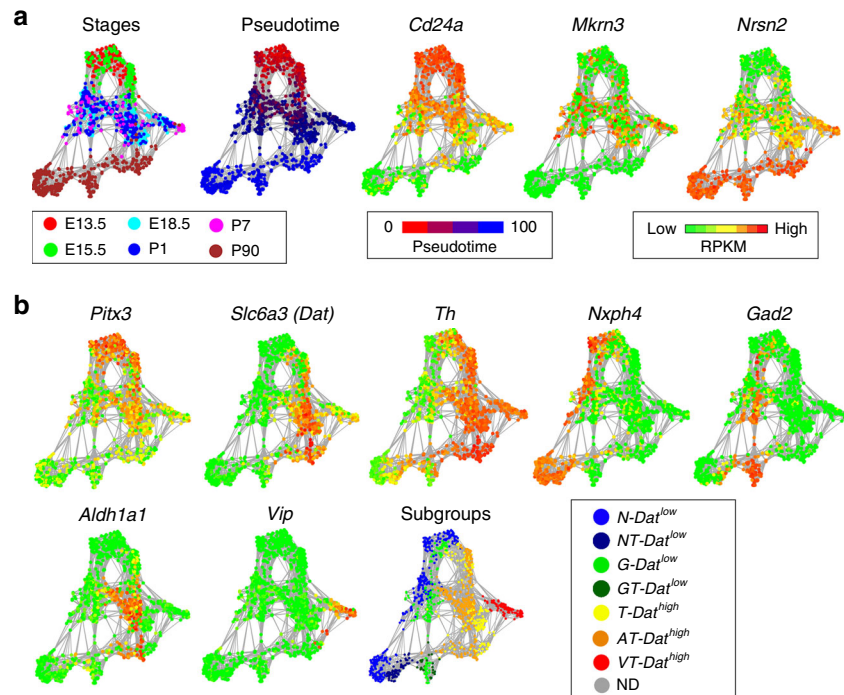 a
Stages Pseudotime Cd24a Mkrn3 Nrsn2
E13.5 E18.5 P7
E15.5 P1 P90
0 100
Pseudotime
Low High
RPKM
b
Pitx3 Slc6a3 (Dat) Th Nxph4 Gad2
Aldh1a1 Vip Subgroups
N-Dat^low
NT-Dat^low
G-Dat^low
GT-Dat^low
T-Dat^high
AT-Dat^high
VT-Dat^high
ND